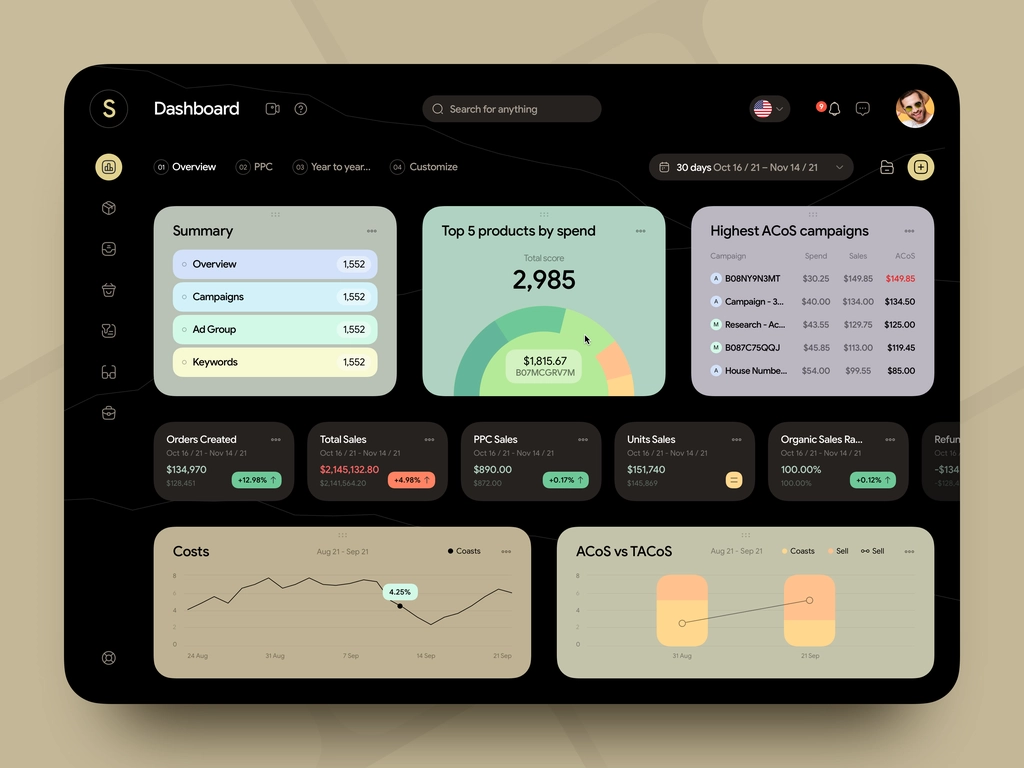 S
Dashboard
Search for anything
9
01 Overview
02 PPC
03 Year to year...
04 Customize
30 days Oct 16 / 21 – Nov 14 / 21
Summary
Overview 1,552
Campaigns 1,552
Ad Group 1,552
Keywords 1,552
Top 5 products by spend
Total score
2,985
$1,815.67
B07MCGRV7M
Highest ACoS campaigns
Campaign Spend Sales ACoS
A B08NY9N3MT $30.25 $149.85 $149.85
A Campaign - 3... $40.00 $134.00 $134.50
M Research - Ac... $43.55 $129.75 $125.00
M B087C75QQJ $45.85 $113.00 $119.45
A House Numbe... $54.00 $99.55 $85.00
Orders Created
Oct 16 / 21 - Nov 14 / 21
$134,970
$128,451
+12.98% ↑
Total Sales
Oct 16 / 21 - Nov 14 / 21
$2,145,132.80
$2,141,564.20
+4.98% ↑
PPC Sales
Oct 16 / 21 - Nov 14 / 21
$890.00
$872.00
+0.17% ↑
Units Sales
Oct 16 / 21 - Nov 14 / 21
$151,740
$145,869
Organic Sales Ra...
Oct 16 / 21 - Nov 14 / 21
100.00%
100.00%
+0.12% ↑
Refun
Oct 16
-$134
-$128.4
Costs
Aug 21 - Sep 21
Coasts
8
6
4
2
0
4.25%
24 Aug 31 Aug 7 Sep 14 Sep 21 Sep
ACoS vs TACoS
Aug 21 - Sep 21
Coasts Sell Sell
8
6
4
2
0
31 Aug 21 Sep